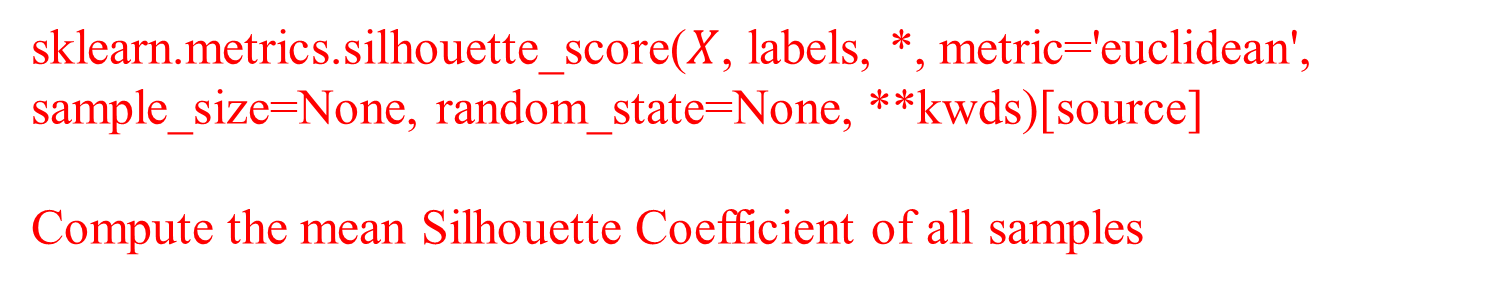 sklearn.metrics.silhouette_score(X, labels, *, metric='euclidean',
sample_size=None, random_state=None, **kwds)[source]
Compute the mean Silhouette Coefficient of all samples